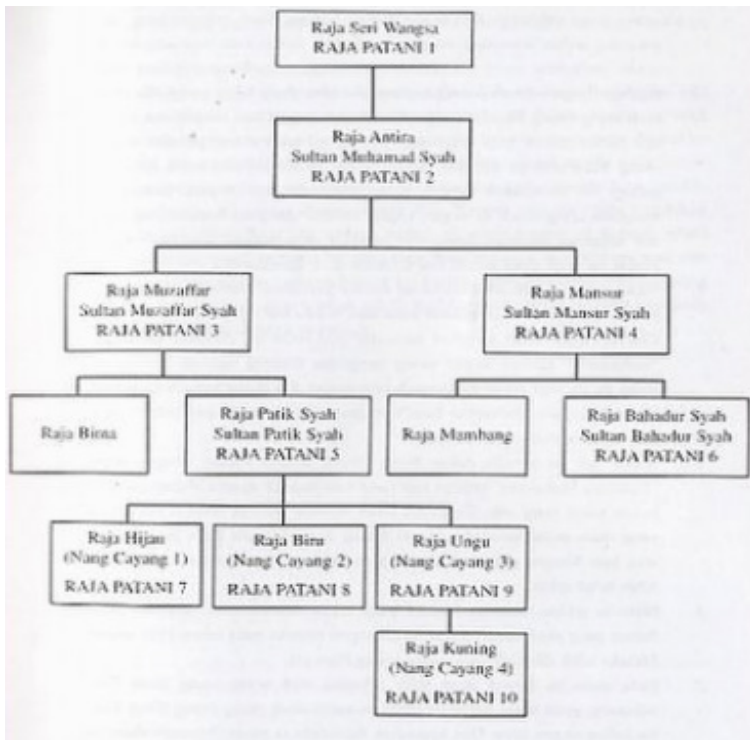 Raja Seri Wangsa
RAJA PATANI 1
Raja Antira
Sultan Muhamad Syah
RAJA PATANI 2
Raja Muzaffar
Sultan Muzaffar Syah
RAJA PATANI 3
Raja Mansur
Sultan Mansur Syah
RAJA PATANI 4
Raja Bima
Raja Patik Syah
Sultan Patik Syah
RAJA PATANI 5
Raja Mambang
Raja Bahadur Syah
Sultan Bahadur Syah
RAJA PATANI 6
Raja Hijau
(Nang Cayang 1)
RAJA PATANI 7
Raja Biru
(Nang Cayang 2)
RAJA PATANI 8
Raja Ungu
(Nang Cayang 3)
RAJA PATANI 9
Raja Kuning
(Nang Cayang 4)
RAJA PATANI 10